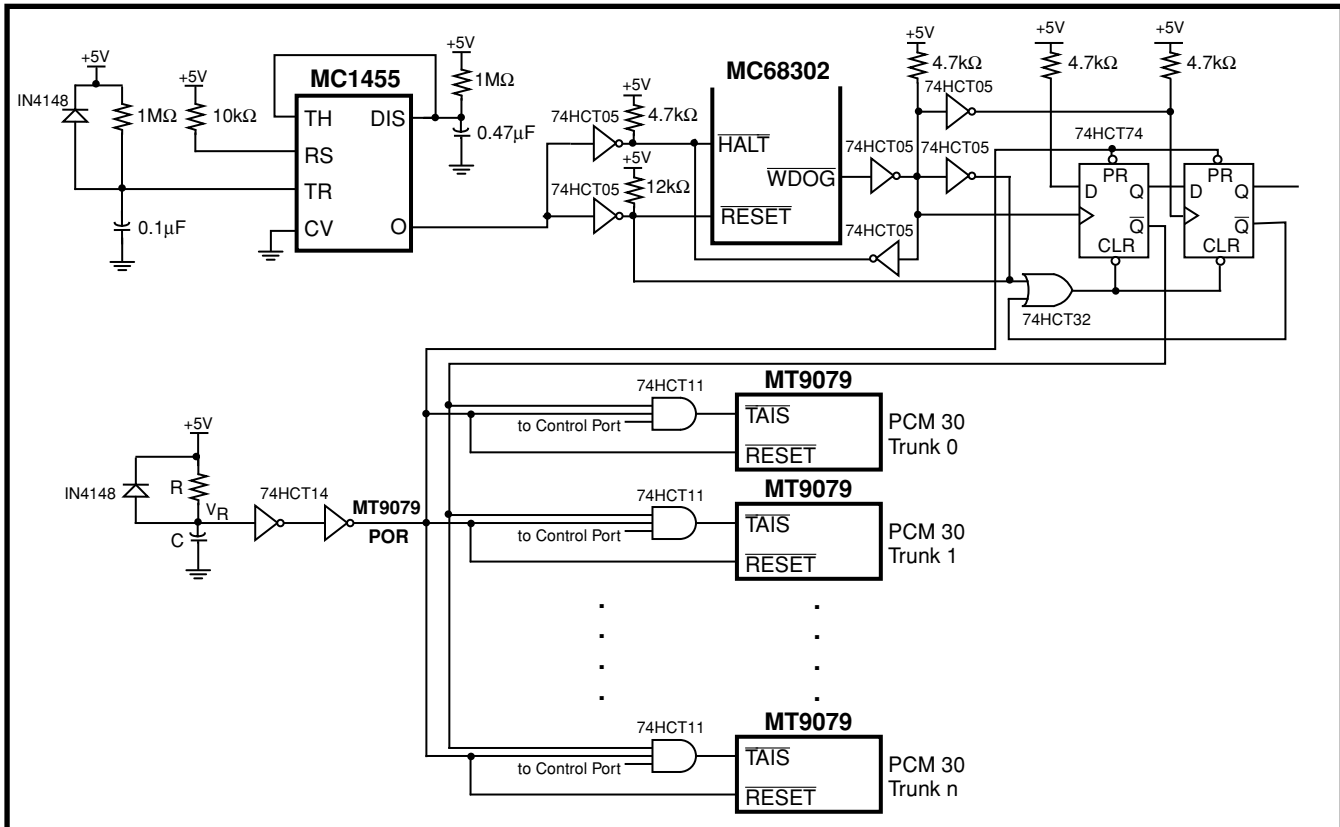 +5V
+5V
+5V
+5V
+5V
+5V
MC1455
MC68302
IN4148
1MΩ
10kΩ
1MΩ
4.7kΩ
4.7kΩ
4.7kΩ
+5V
74HCT05
TH
DIS
0.47µF
74HCT05
4.7kΩ
74HCT74
RS
HALT
74HCT05
74HCT05
+5V
PR
PR
TR
WDOG
D
Q
D
Q
74HCT05
12kΩ
0.1µF
CV
O
RESET
74HCT05
Q
Q
CLR
CLR
74HCT32
74HCT11
MT9079
TAIS
PCM 30
Trunk 0
to Control Port
RESET
+5V
IN4148
R
74HCT14
VR
C
MT9079
POR
74HCT11
MT9079
TAIS
PCM 30
Trunk 1
to Control Port
RESET
74HCT11
MT9079
TAIS
PCM 30
Trunk n
to Control Port
RESET